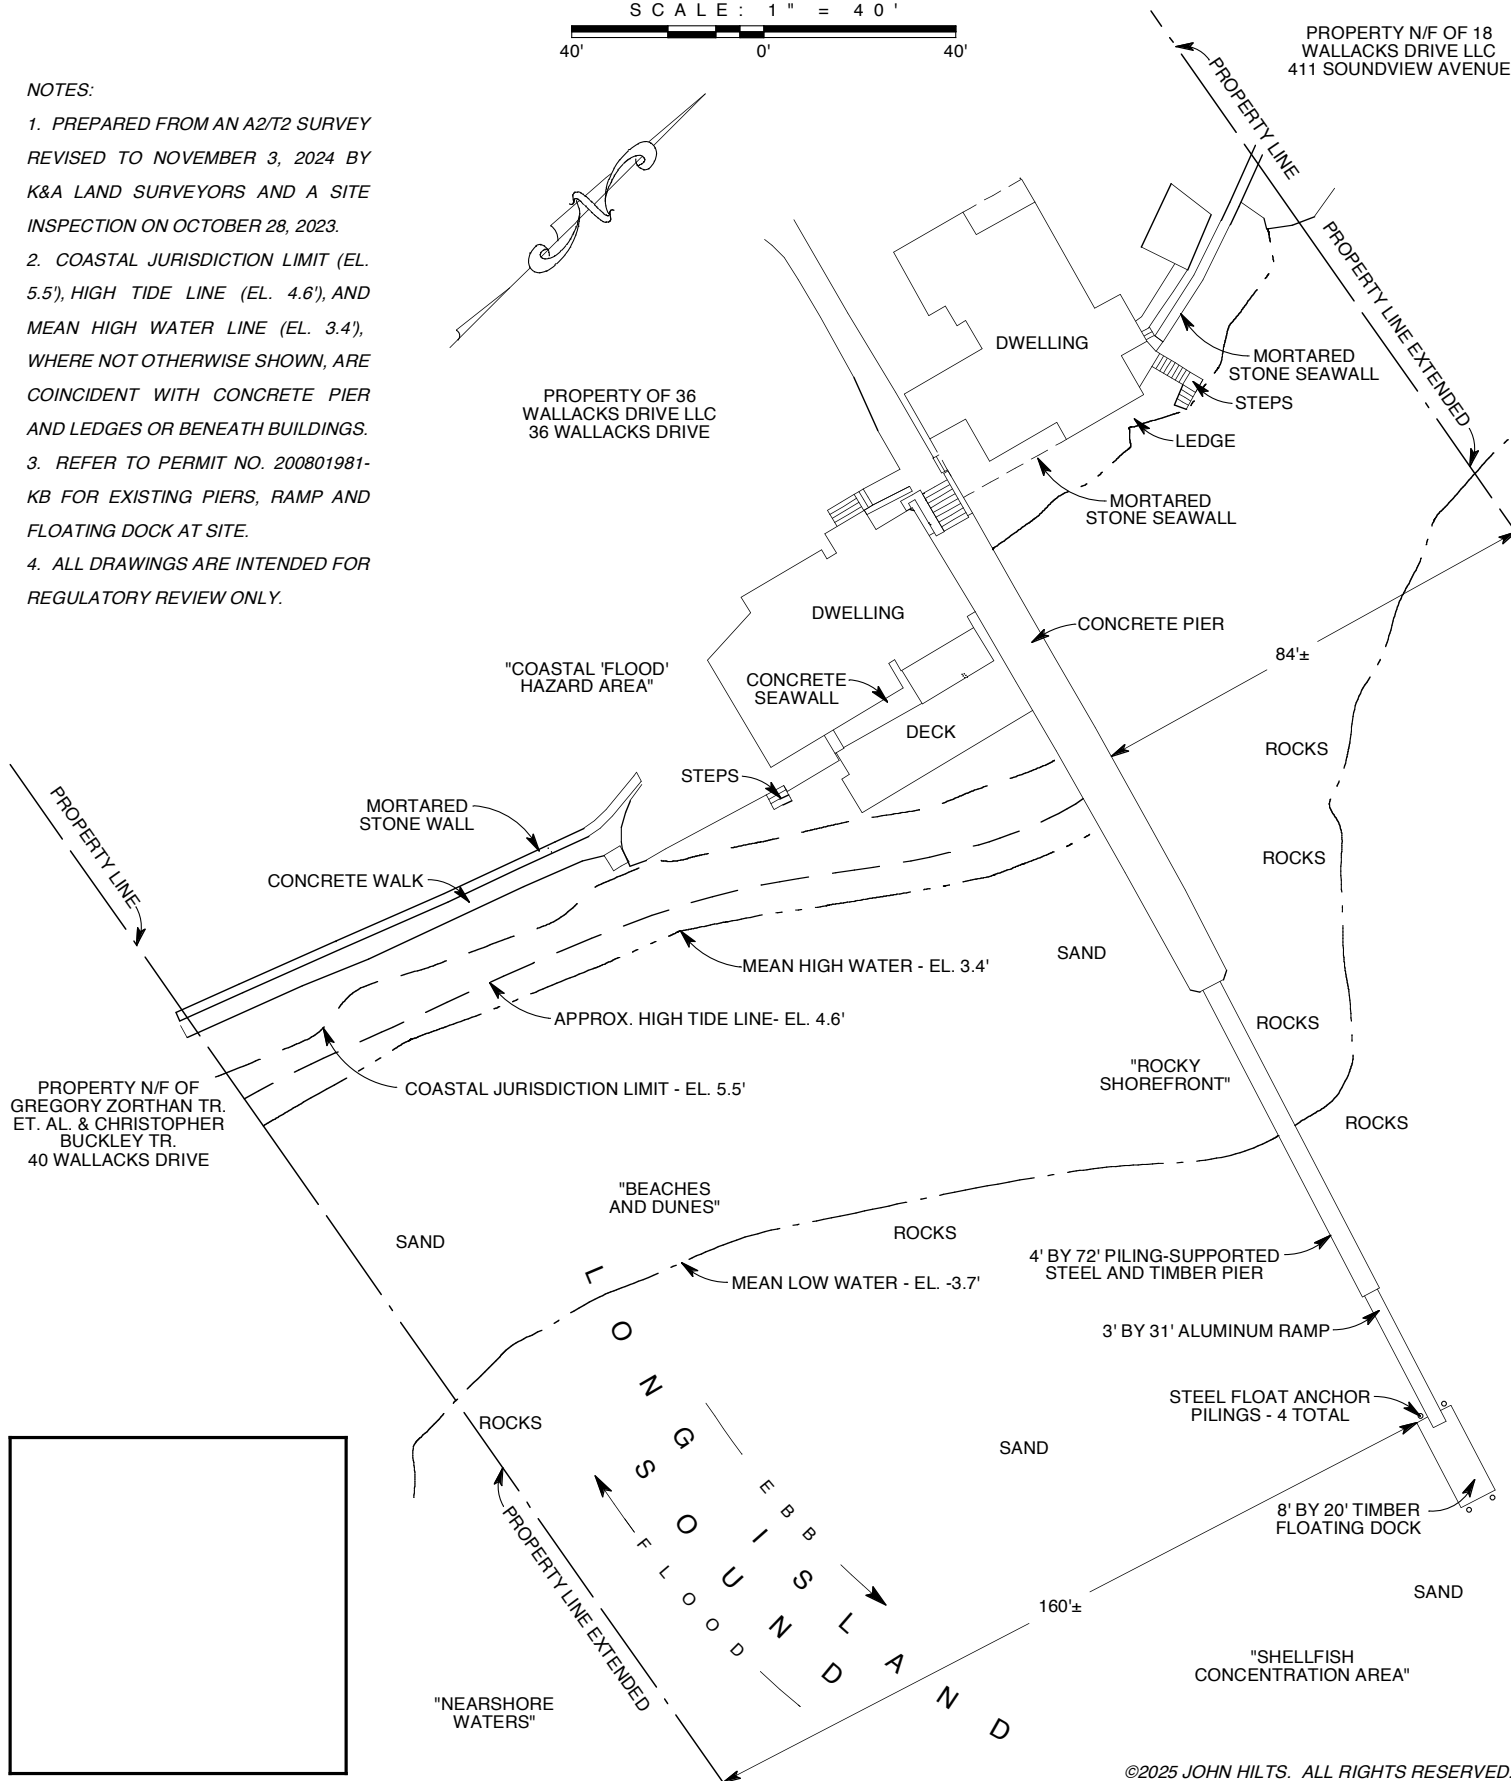 SCALE: 1" = 40'
40' 0' 40'
PROPERTY N/F OF 18
WALLACKS DRIVE LLC
411 SOUNDVIEW AVENUE
NOTES:
1. PREPARED FROM AN A2/T2 SURVEY
REVISED TO NOVEMBER 3, 2024 BY
K&A LAND SURVEYORS AND A SITE
INSPECTION ON OCTOBER 28, 2023.
2. COASTAL JURISDICTION LIMIT (EL.
5.5'), HIGH TIDE LINE (EL. 4.6'), AND
MEAN HIGH WATER LINE (EL. 3.4'),
WHERE NOT OTHERWISE SHOWN, ARE
COINCIDENT WITH CONCRETE PIER
AND LEDGES OR BENEATH BUILDINGS.
3. REFER TO PERMIT NO. 200801981-
KB FOR EXISTING PIERS, RAMP AND
FLOATING DOCK AT SITE.
4. ALL DRAWINGS ARE INTENDED FOR
REGULATORY REVIEW ONLY.
N
PROPERTY LINE
PROPERTY LINE EXTENDED
DWELLING
MORTARED
STONE SEAWALL
STEPS
LEDGE
PROPERTY OF 36
WALLACKS DRIVE LLC
36 WALLACKS DRIVE
MORTARED
STONE SEAWALL
DWELLING
CONCRETE PIER
84'±
"COASTAL 'FLOOD'
HAZARD AREA"
CONCRETE
SEAWALL
DECK
ROCKS
STEPS
MORTARED
STONE WALL
PROPERTY LINE
ROCKS
CONCRETE WALK
SAND
MEAN HIGH WATER - EL. 3.4'
APPROX. HIGH TIDE LINE- EL. 4.6'
ROCKS
"ROCKY
SHOREFRONT"
COASTAL JURISDICTION LIMIT - EL. 5.5'
PROPERTY N/F OF
GREGORY ZORTHAN TR.
ET. AL. & CHRISTOPHER
BUCKLEY TR.
40 WALLACKS DRIVE
ROCKS
"BEACHES
AND DUNES"
SAND
ROCKS
4' BY 72' PILING-SUPPORTED
STEEL AND TIMBER PIER
MEAN LOW WATER - EL. -3.7'
3' BY 31' ALUMINUM RAMP
LONG ISLAND
SOUND
STEEL FLOAT ANCHOR
PILINGS - 4 TOTAL
ROCKS
SAND
EBB
FLOOD
8' BY 20' TIMBER
FLOATING DOCK
PROPERTY LINE EXTENDED
SAND
160'±
"SHELLFISH
CONCENTRATION AREA"
"NEARSHORE
WATERS"
©2025 JOHN HILTS. ALL RIGHTS RESERVED.